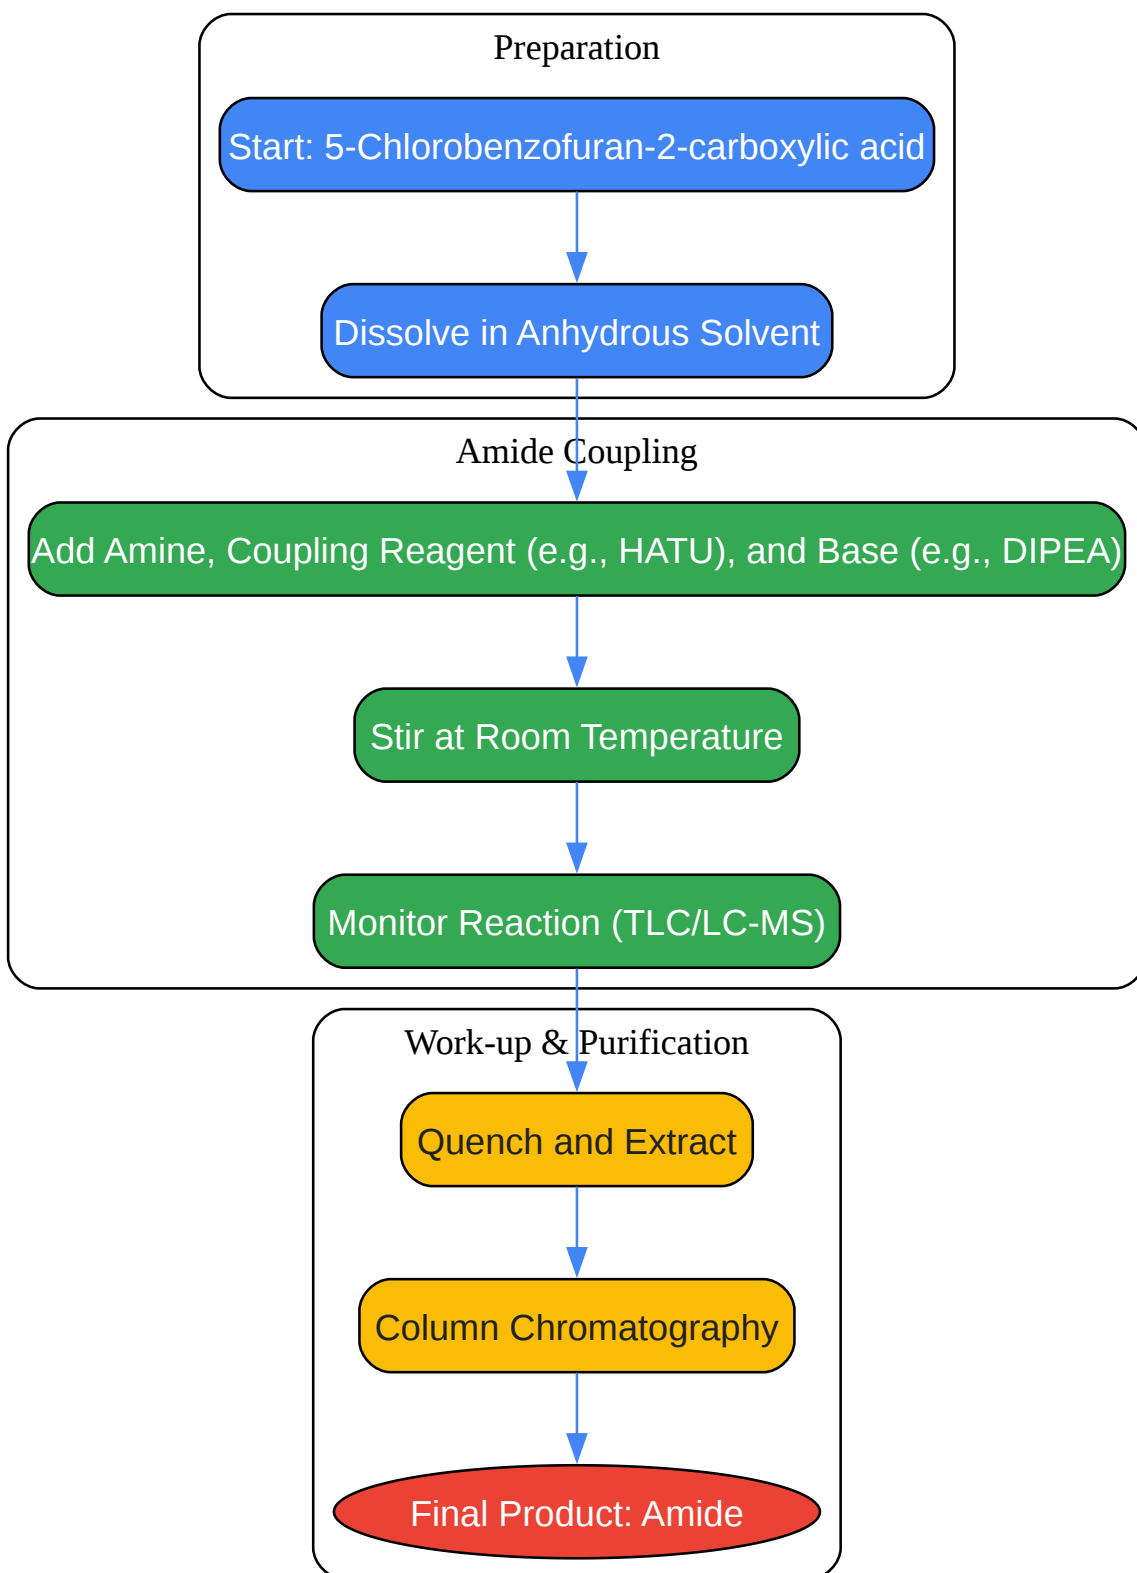 Preparation
Start: 5-Chlorobenzofuran-2-carboxylic acid
Dissolve in Anhydrous Solvent
Amide Coupling
Add Amine, Coupling Reagent (e.g., HATU), and Base (e.g., DIPEA)
Stir at Room Temperature
Monitor Reaction (TLC/LC-MS)
Work-up & Purification
Quench and Extract
Column Chromatography
Final Product: Amide